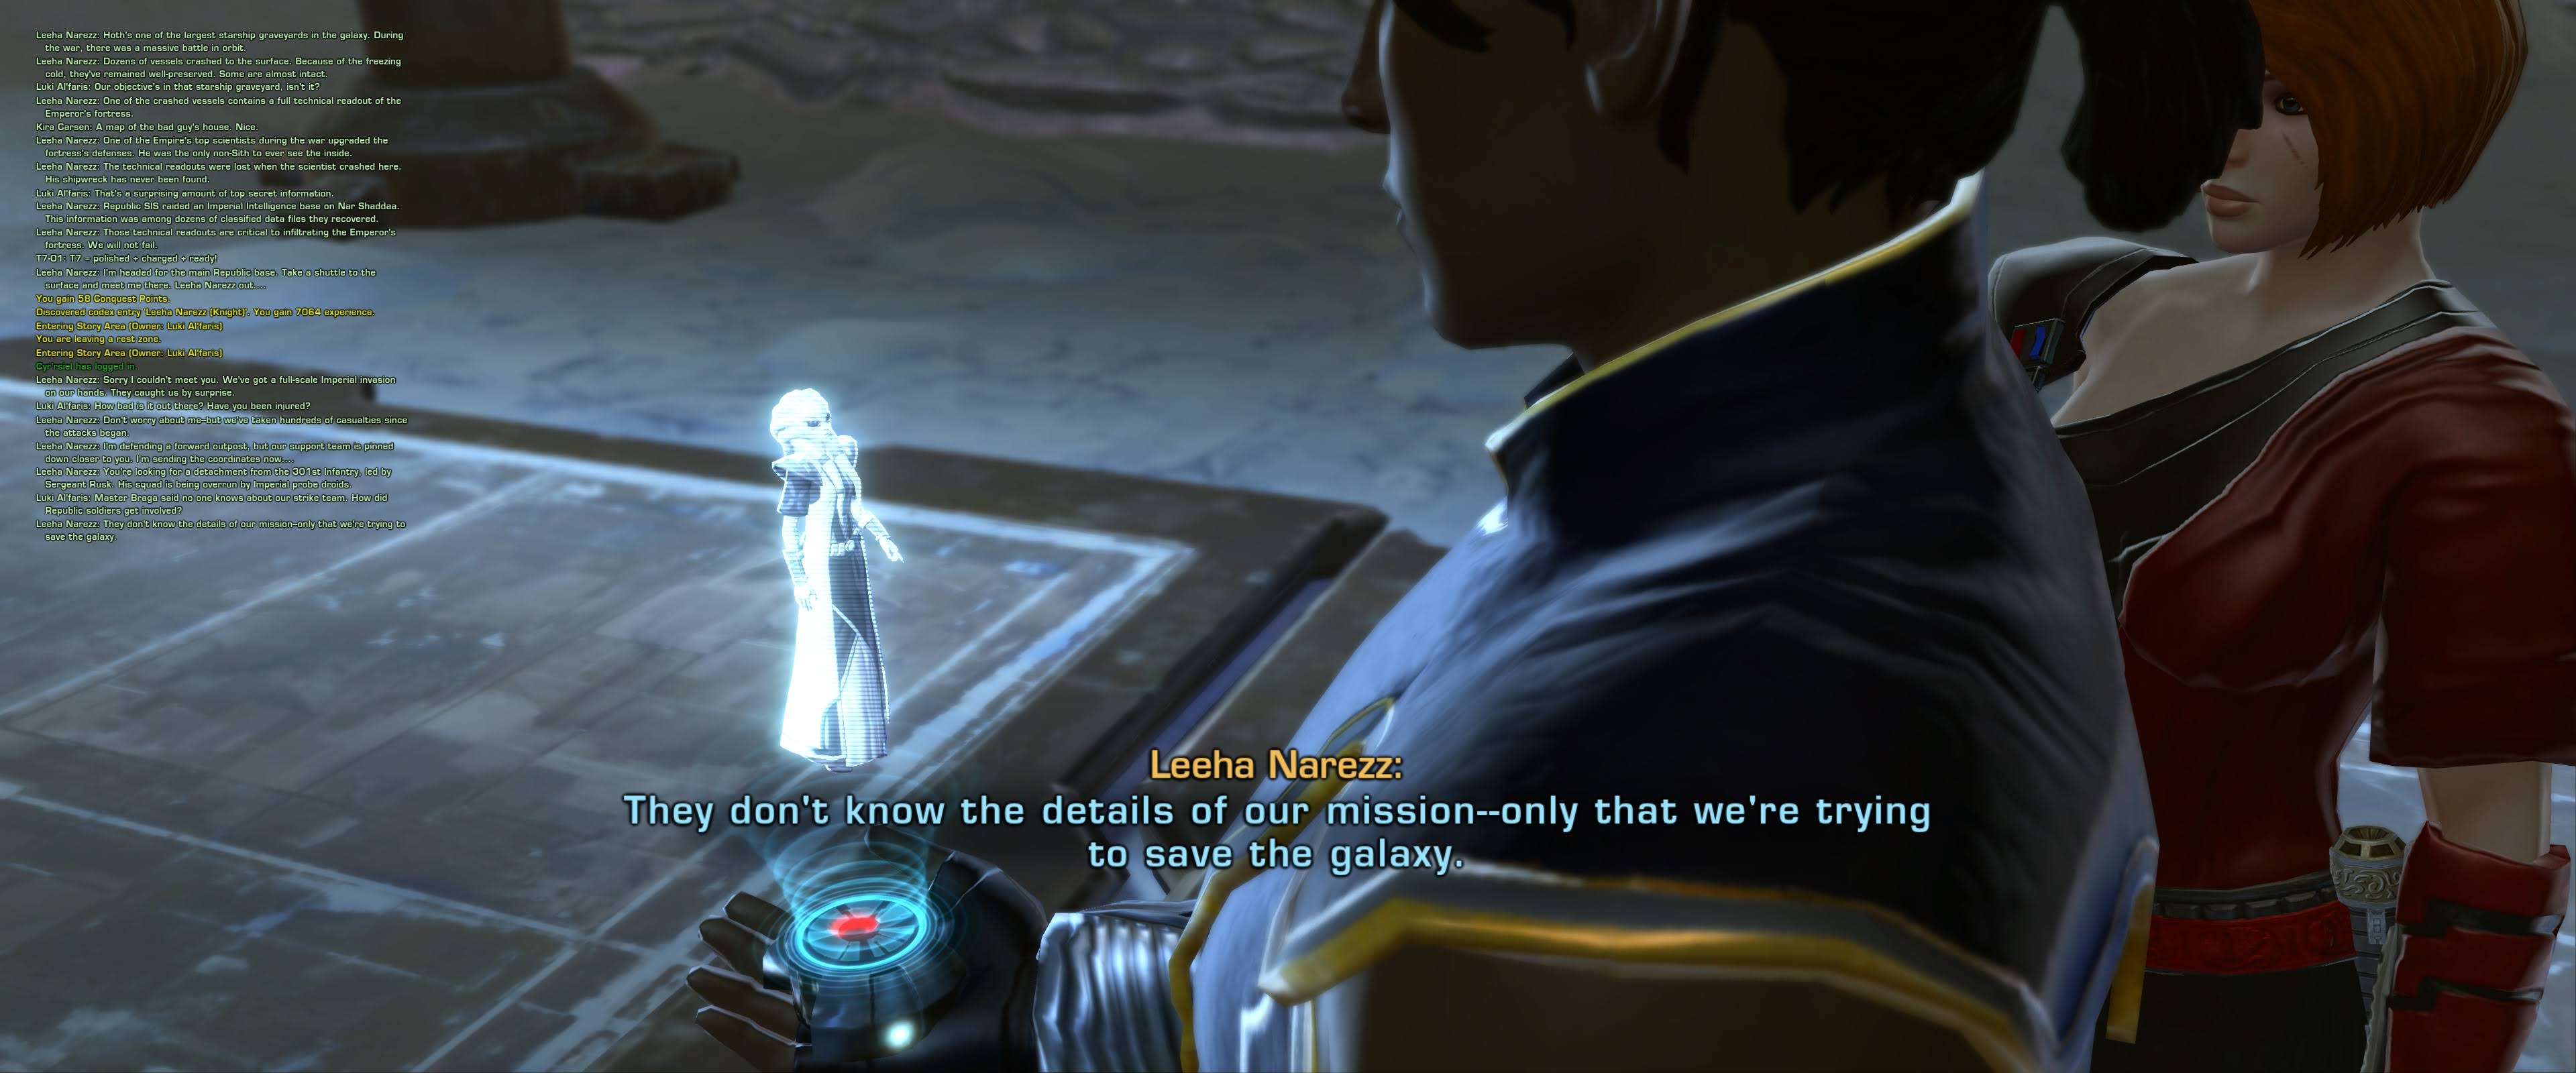 Leeha Narezz: Hoth's one of the largest starship graveyards in the galaxy. During
the war, there was a massive battle in orbit.
Leeha Narezz: Dozens of vessels crashed to the surface. Because of the freezing
cold, they've remained well-preserved. Some are almost intact.
Luki Al'faris: Our objective's in that starship graveyard, isn't it?
Leeha Narezz: One of the crashed vessels contains a full technical readout of the
Emperor's fortress.
Kira Carsen: A map of the bad guy's house. Nice.
Leeha Narezz: One of the Empire's top scientists during the war upgraded the
fortress's defenses. He was the only non-Sith to ever see the inside.
Leeha Narezz: The technical readouts were lost when the scientist crashed here.
His shipwreck has never been found.
Luki Al'faris: That's a surprising amount of top secret information.
Leeha Narezz: Republic SIS raided an Imperial Intelligence base on Nar Shaddaa.
This information was among dozens of classified data files they recovered.
Leeha Narezz: Those technical readouts are critical to infiltrating the Emperor's
fortress. We will not fail.
T7-01: T7 = polished + charged + ready!
Leeha Narezz: I'm headed for the main Republic base. Take a shuttle to the
surface and meet me there. Leeha Narezz out....
You gain 58 Conquest Points.
Discovered codex entry 'Leeha Narezz (Knight)'. You gain 7064 experience.
Entering Story Area (Owner: Luki Al'faris)
You are leaving a rest zone.
Entering Story Area (Owner: Luki Al'faris)
Cyr'rsiel has logged in.
Leeha Narezz: Sorry I couldn't meet you. We've got a full-scale Imperial invasion
on our hands. They caught us by surprise.
Luki Al'faris: How bad is it out there? Have you been injured?
Leeha Narezz: Don't worry about me--but we've taken hundreds of casualties since
the attacks began.
Leeha Narezz: I'm defending a forward outpost, but our support team is pinned
down closer to you. I'm sending the coordinates now....
Leeha Narezz: You're looking for a detachment from the 301st Infantry, led by
Sergeant Rusk. His squad is being overrun by Imperial probe droids.
Luki Al'faris: Master Braga said no one knows about our strike team. How did
Republic soldiers get involved?
Leeha Narezz: They don't know the details of our mission--only that we're trying to
save the galaxy.
Leeha Narezz:
They don't know the details of our mission--only that we're trying
to save the galaxy.